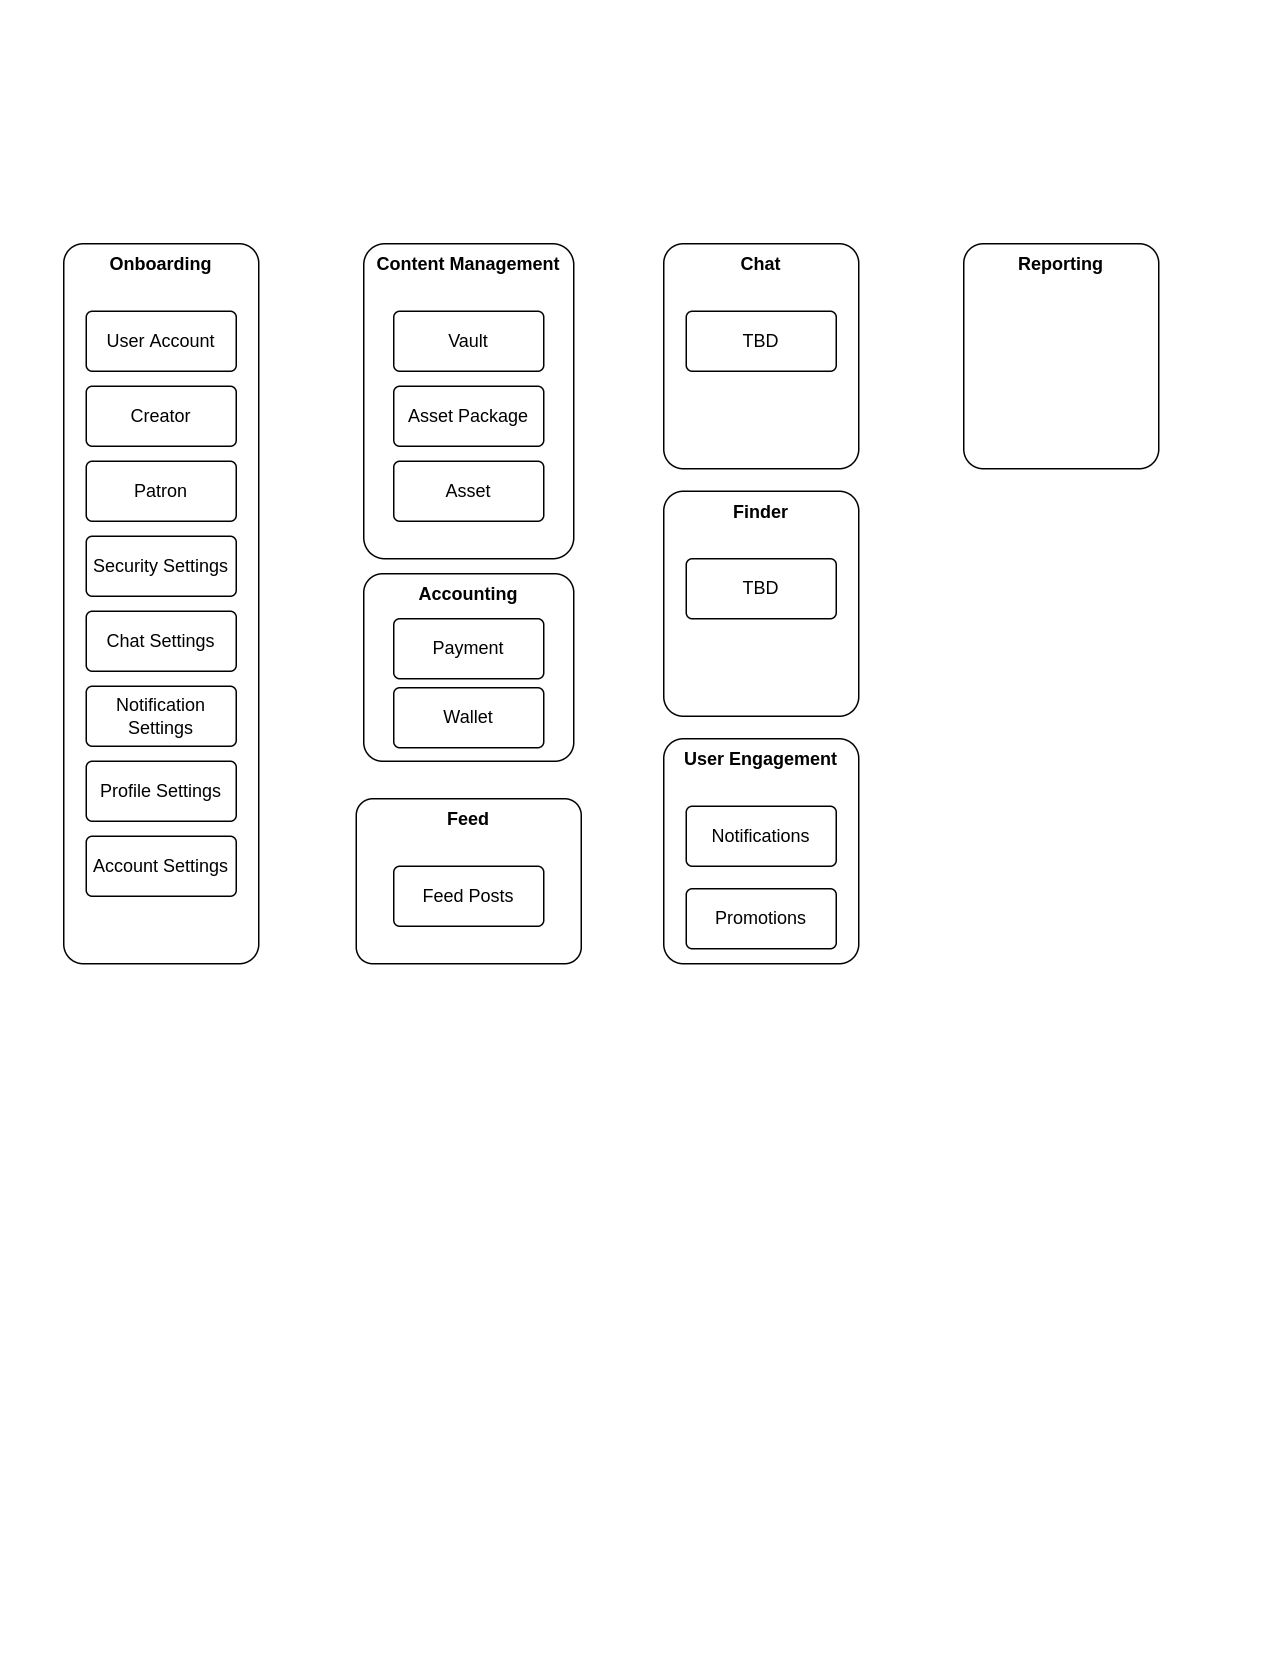 Onboarding
User Account
Creator
Patron
Security Settings
Chat Settings
Notification
Settings
Profile Settings
Account Settings
Content Management
Vault
Asset Package
Asset
Accounting
Payment
Wallet
Feed
Feed Posts
Chat
TBD
Finder
TBD
User Engagement
Notifications
Promotions
Reporting